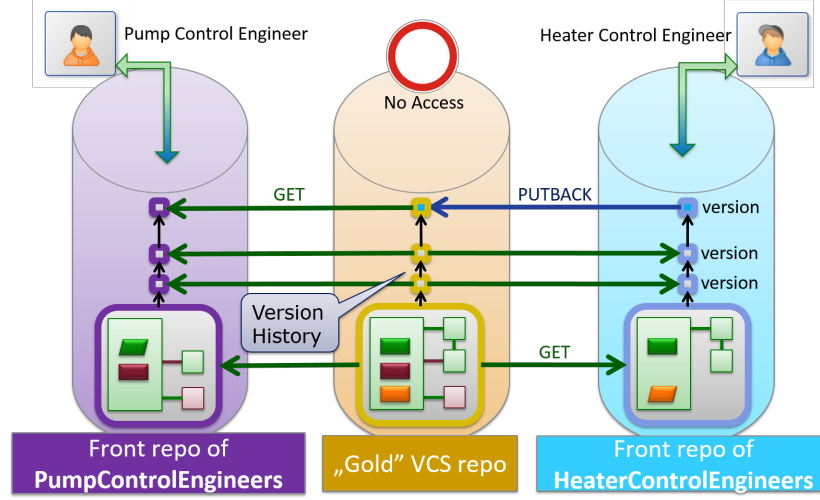 Pump Control Engineer
Heater Control Engineer
No Access
GET
PUTBACK
version
version
version
Version
History
GET
Front repo of
PumpControlEngineers
„Gold” VCS repo
Front repo of
HeaterControlEngineers